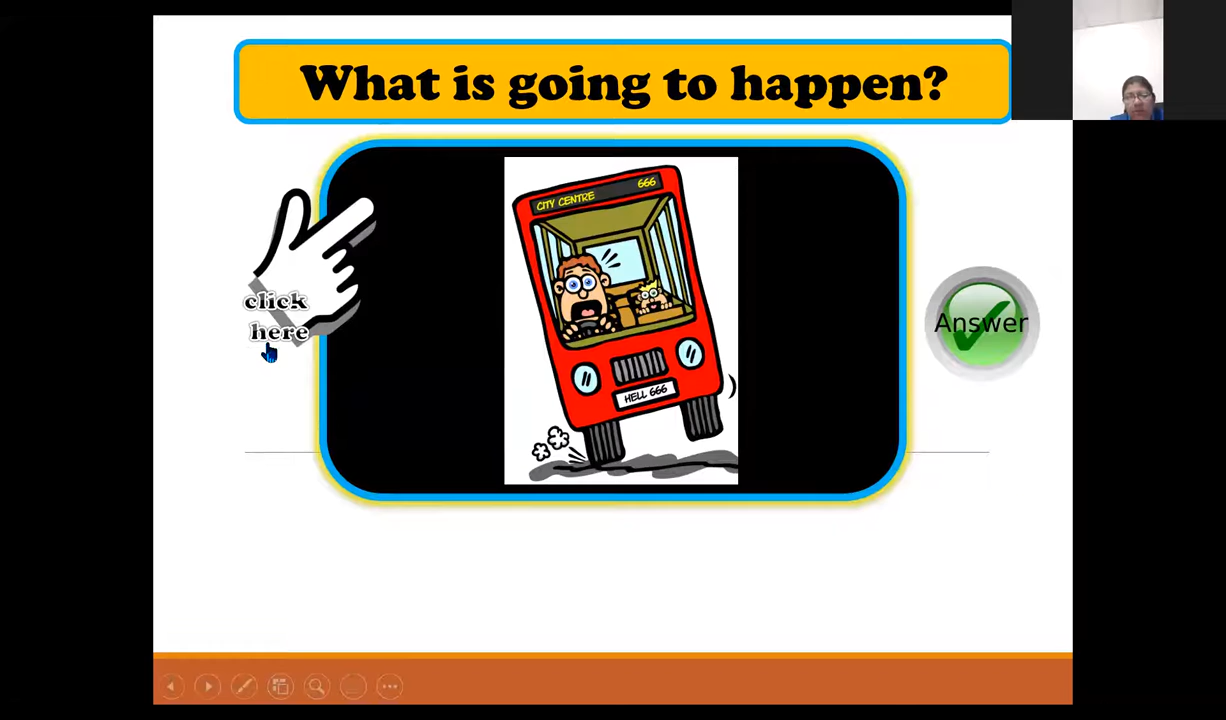 What is going to happen?
CITY CENTRE 666
click
here
Answer
HELL 666